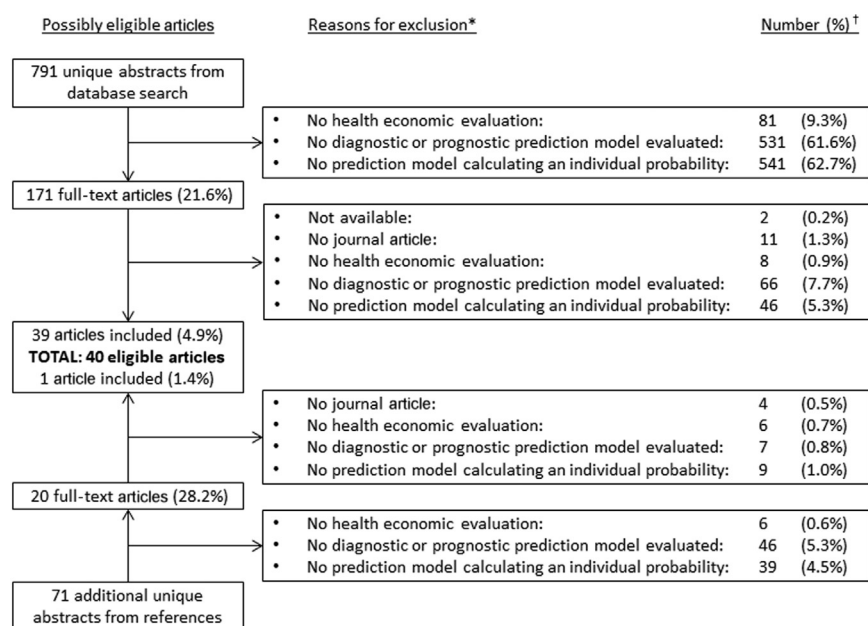 Possibly eligible articles Reasons for exclusion* Number (%)†
791 unique abstracts from
database search
• No health economic evaluation: 81 (9.3%)
• No diagnostic or prognostic prediction model evaluated: 531 (61.6%)
• No prediction model calculating an individual probability: 541 (62.7%)
171 full-text articles (21.6%)
• Not available: 2 (0.2%)
• No journal article: 11 (1.3%)
• No health economic evaluation: 8 (0.9%)
• No diagnostic or prognostic prediction model evaluated: 66 (7.7%)
• No prediction model calculating an individual probability: 46 (5.3%)
39 articles included (4.9%)
TOTAL: 40 eligible articles
1 article included (1.4%)
• No journal article: 4 (0.5%)
• No health economic evaluation: 6 (0.7%)
• No diagnostic or prognostic prediction model evaluated: 7 (0.8%)
• No prediction model calculating an individual probability: 9 (1.0%)
20 full-text articles (28.2%)
• No health economic evaluation: 6 (0.6%)
• No diagnostic or prognostic prediction model evaluated: 46 (5.3%)
• No prediction model calculating an individual probability: 39 (4.5%)
71 additional unique
abstracts from references